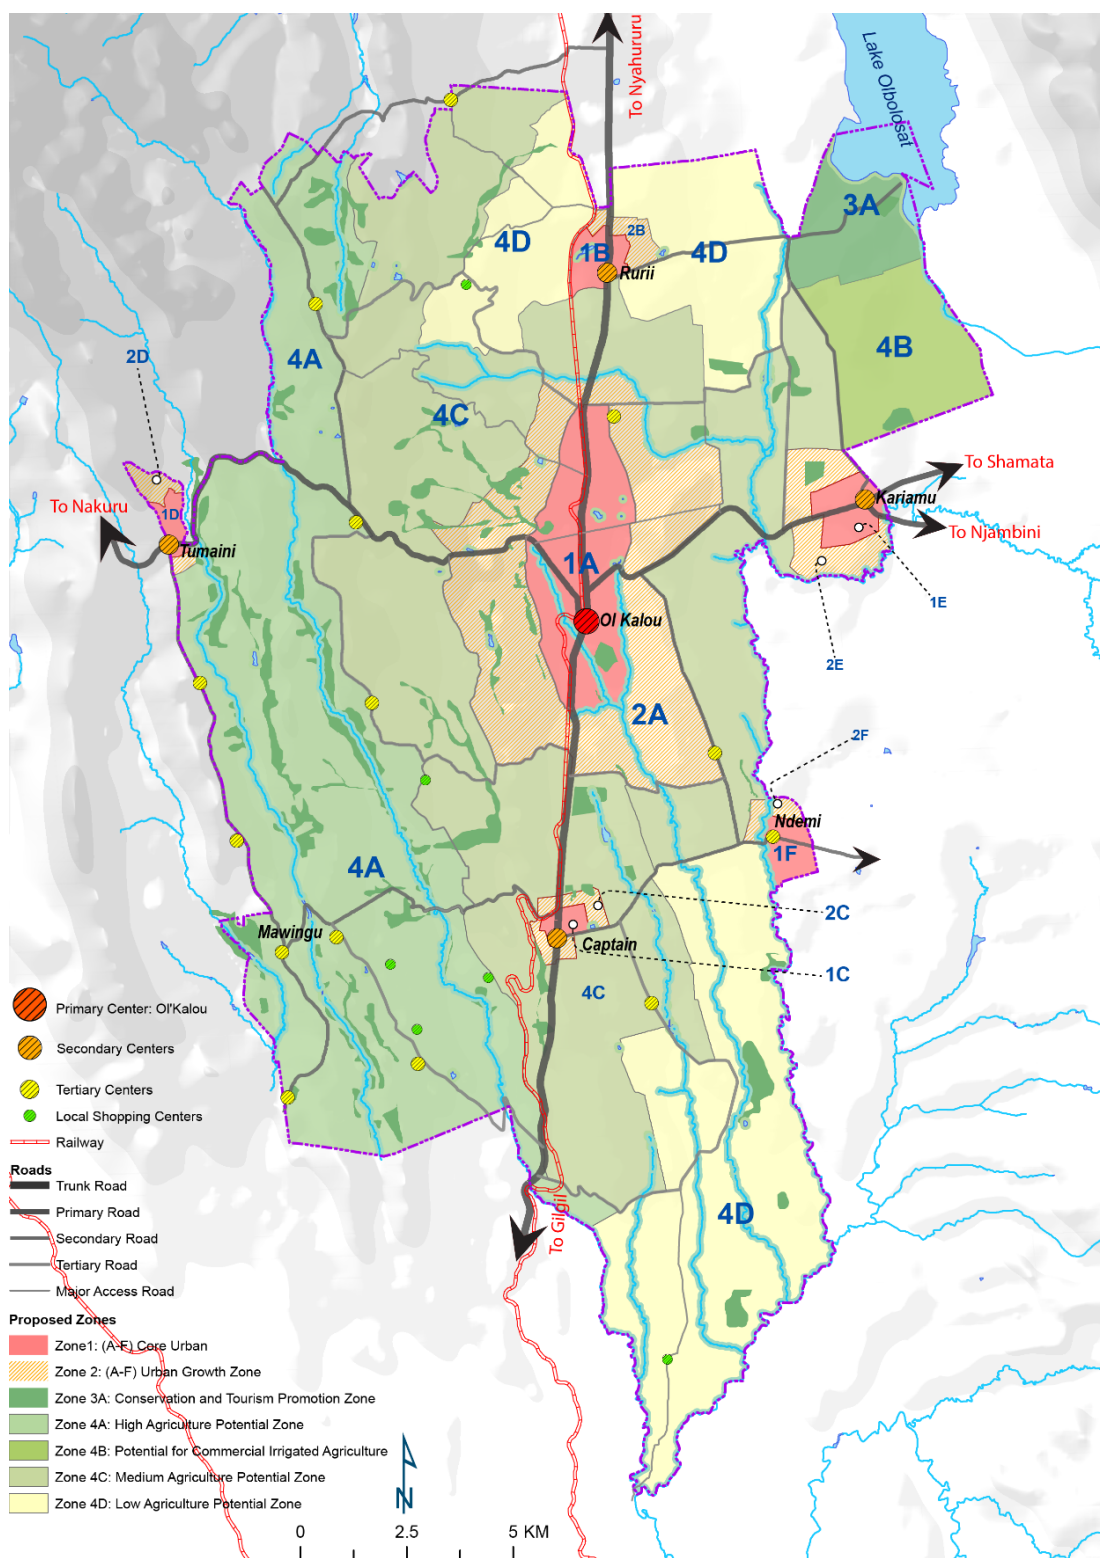 To Nyahururu
Lake Olbolosat
3A
4D
1B
2B
4D
Rurii
4B
2D
4A
4C
To Shamata
Kariamu
To Nakuru
1D
To Njambini
Tumaini
1A
1E
Ol Kalou
2E
2A
2F
Ndemi
1F
4A
2C
Mawingu
Captain
1C
4C
4D
To Gilgil
Primary Center: Ol'Kalou
Secondary Centers
Tertiary Centers
Local Shopping Centers
Railway
Roads
Trunk Road
Primary Road
Secondary Road
Tertiary Road
Major Access Road
Proposed Zones
Zone1: (A-F) Core Urban
Zone 2: (A-F) Urban Growth Zone
Zone 3A: Conservation and Tourism Promotion Zone
Zone 4A: High Agriculture Potential Zone
Zone 4B: Potential for Commercial Irrigated Agriculture
Zone 4C: Medium Agriculture Potential Zone
Zone 4D: Low Agriculture Potential Zone
N
0 2.5 5 KM